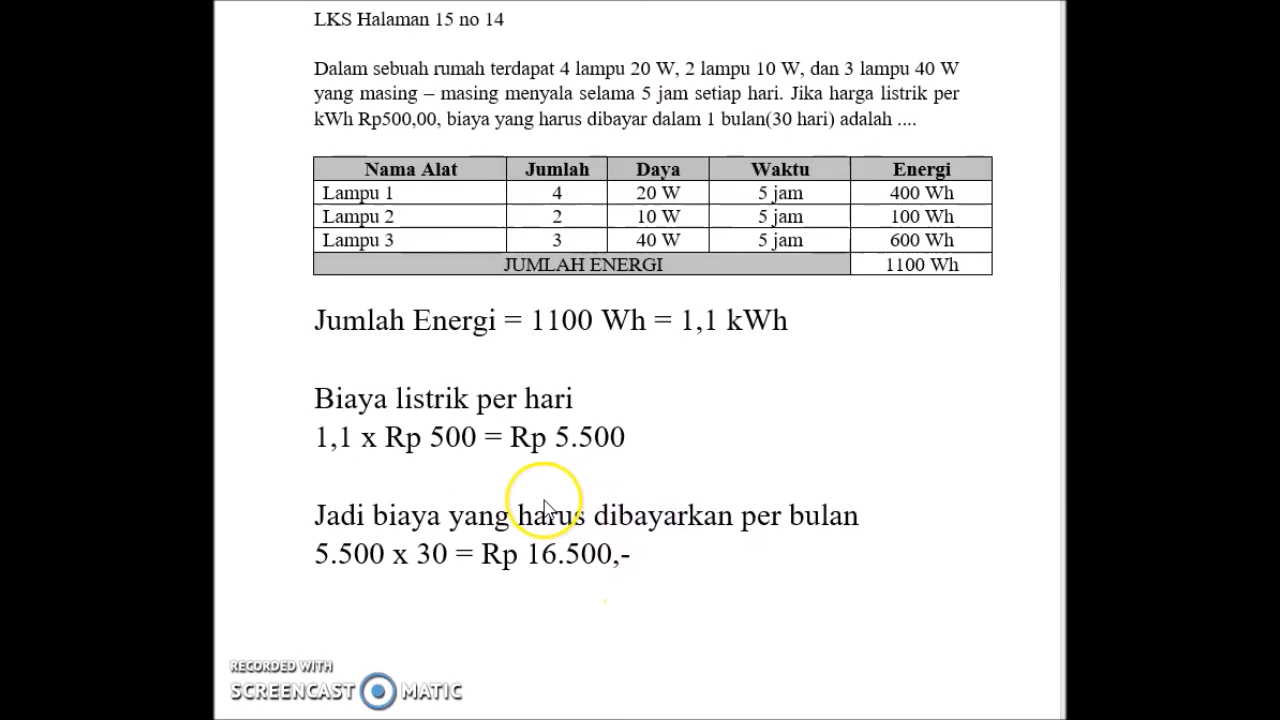 LKS Halaman 15 no 14
Dalam sebuah rumah terdapat 4 lampu 20 W, 2 lampu 10 W, dan 3 lampu 40 W
yang masing – masing menyala selama 5 jam setiap hari. Jika harga listrik per
kWh Rp500,00, biaya yang harus dibayar dalam 1 bulan(30 hari) adalah ....
Nama Alat Jumlah Daya Waktu Energi
Lampu 1 4 20 W 5 jam 400 Wh
Lampu 2 2 10 W 5 jam 100 Wh
Lampu 3 3 40 W 5 jam 600 Wh
JUMLAH ENERGI 1100 Wh
Jumlah Energi = 1100 Wh = 1,1 kWh
Biaya listrik per hari
1,1 x Rp 500 = Rp 5.500
Jadi biaya yang harus dibayarkan per bulan
5.500 x 30 = Rp 16.500,-
RECORDED WITH
SCREENCAST MATIC